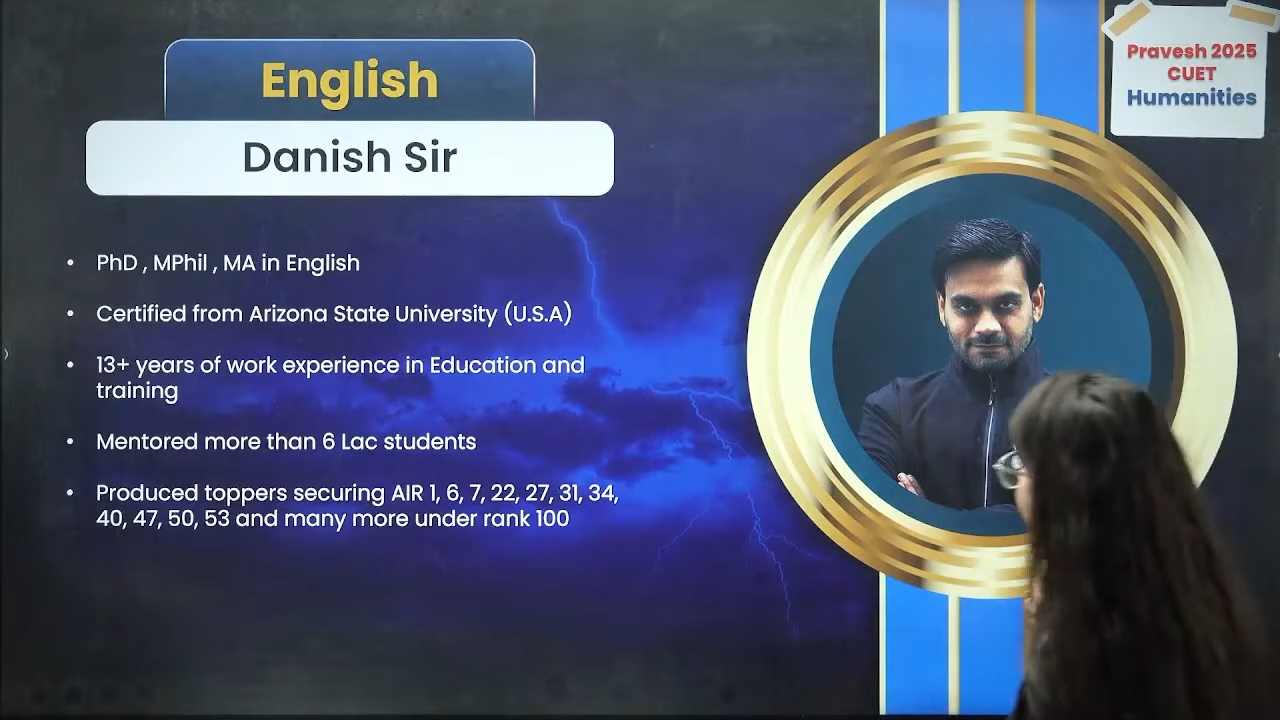 English
Danish Sir
• PhD , MPhil , MA in English
• Certified from Arizona State University (U.S.A)
• 13+ years of work experience in Education and
training
• Mentored more than 6 Lac students
• Produced toppers securing AIR 1, 6, 7, 22, 27, 31, 34,
40, 47, 50, 53 and many more under rank 100
Pravesh 2025
CUET
Humanities